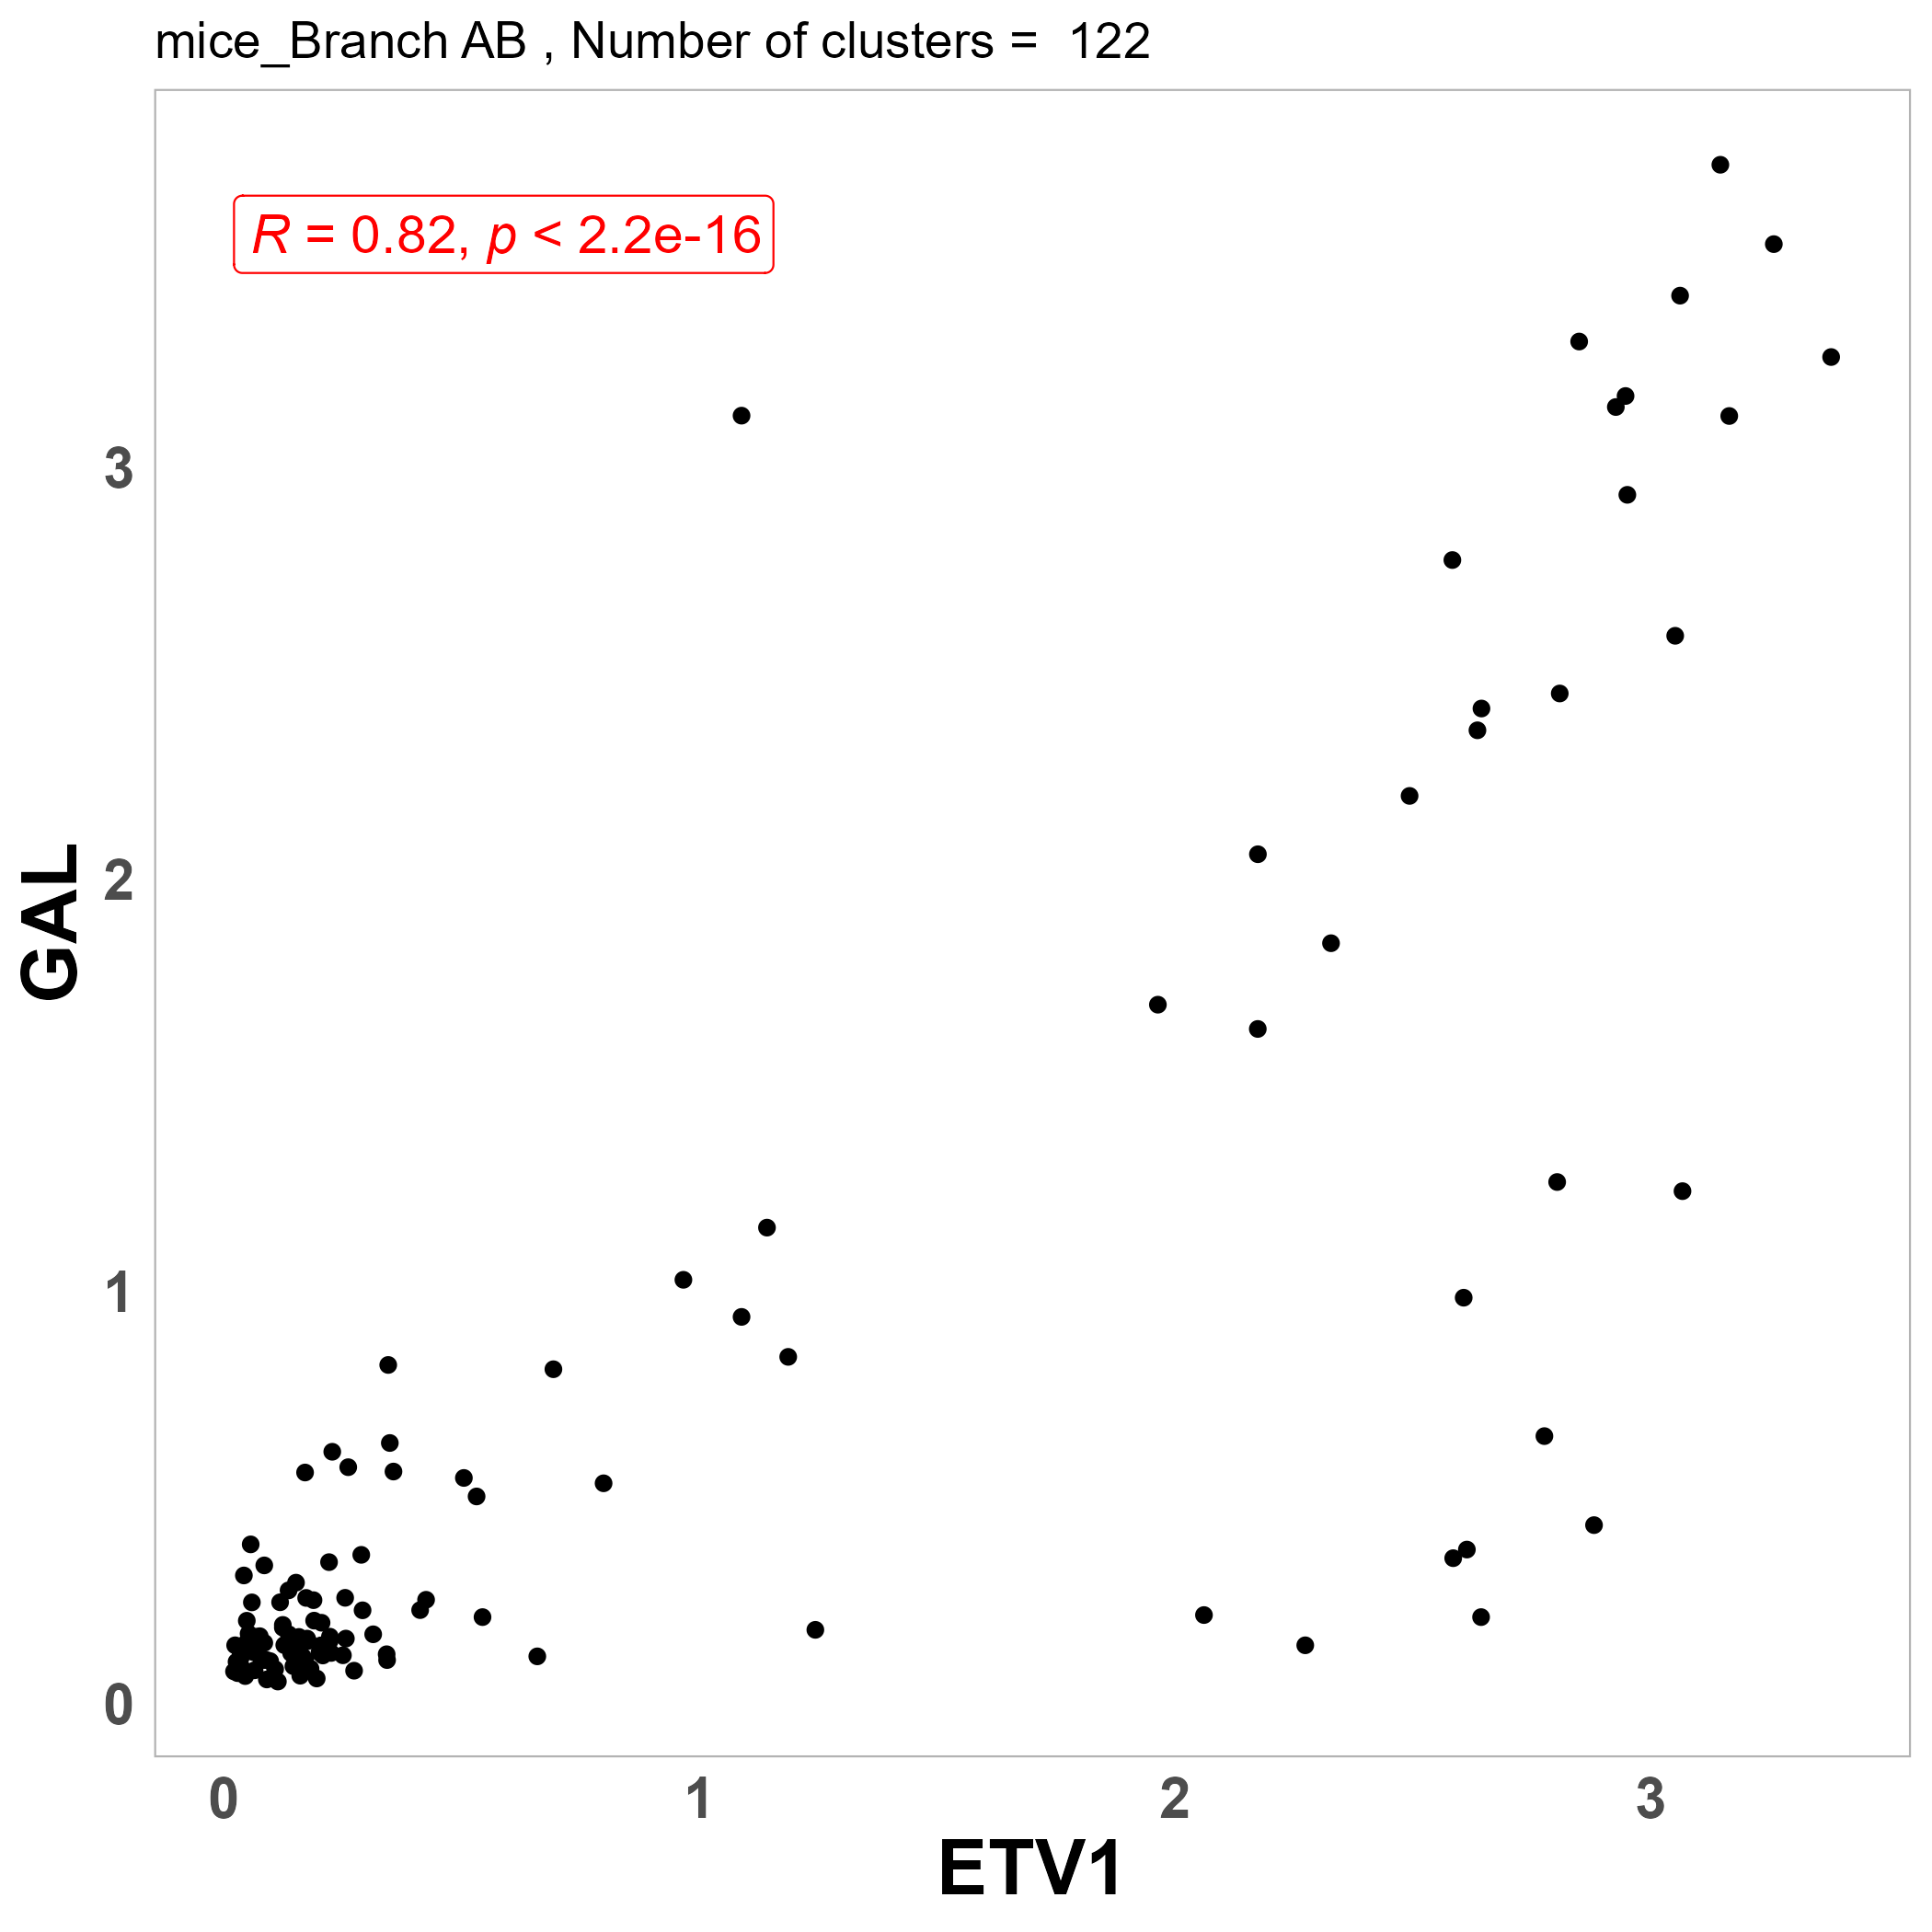 mice_Branch AB , Number of clusters =  122
R = 0.82, p < 2.2e-16
GAL
3
2
1
0
0 1 2 3
ETV1